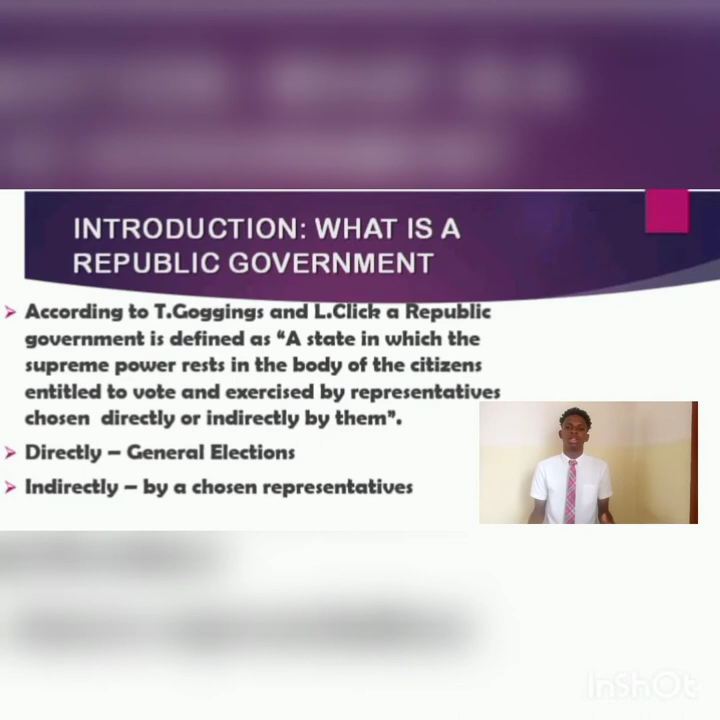 INTRODUCTION: WHAT IS A
REPUBLIC GOVERNMENT
According to T.Goggings and L.Click a Republic
government is defined as “A state in which the
supreme power rests in the body of the citizens
entitled to vote and exercised by representatives
chosen directly or indirectly by them”.
Directly – General Elections
Indirectly – by a chosen representatives
InShOt